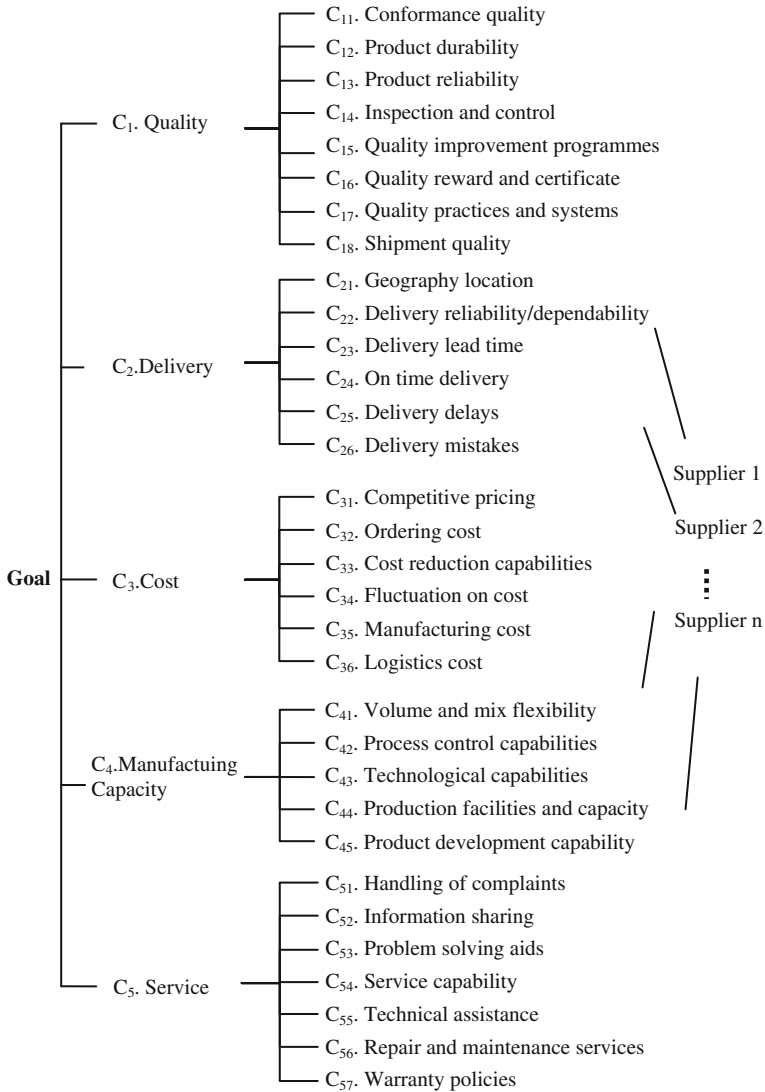 C₁₁. Conformance quality
C₁₂. Product durability
C₁₃. Product reliability
C₁₄. Inspection and control
C₁₅. Quality improvement programmes
C₁₆. Quality reward and certificate
C₁₇. Quality practices and systems
C₁₈. Shipment quality
C₁. Quality
C₂₁. Geography location
C₂₂. Delivery reliability/dependability
C₂₃. Delivery lead time
C₂₄. On time delivery
C₂₅. Delivery delays
C₂₆. Delivery mistakes
C₂.Delivery
C₃₁. Competitive pricing
C₃₂. Ordering cost
C₃₃. Cost reduction capabilities
C₃₄. Fluctuation on cost
C₃₅. Manufacturing cost
C₃₆. Logistics cost
Goal
C₃.Cost
C₄₁. Volume and mix flexibility
C₄₂. Process control capabilities
C₄₃. Technological capabilities
C₄₄. Production facilities and capacity
C₄₅. Product development capability
C₄.Manufactuing
Capacity
C₅₁. Handling of complaints
C₅₂. Information sharing
C₅₃. Problem solving aids
C₅₄. Service capability
C₅₅. Technical assistance
C₅₆. Repair and maintenance services
C₅₇. Warranty policies
C₅. Service
Supplier 1
Supplier 2
Supplier n